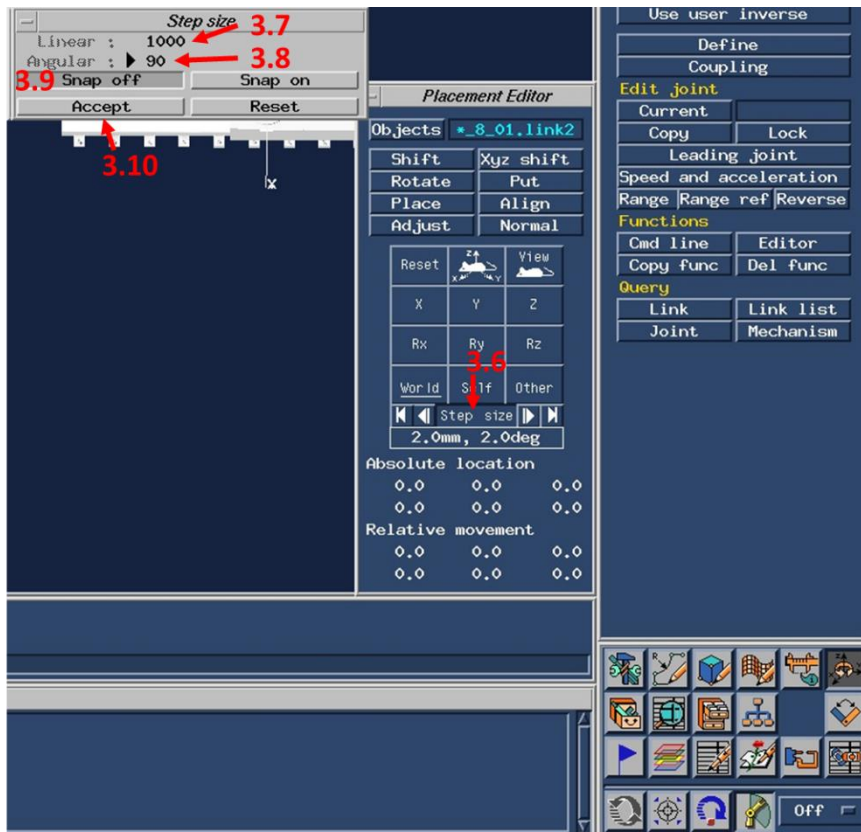 Step size
Linear : 1000
3.7
Angular : 90
3.8
3.9
Snap off
Snap on
Accept
Reset
3.10
X
Placement Editor
Objects
*_8_01.link2
Shift
Xyz shift
Rotate
Put
Place
Align
Adjust
Normal
Reset
Z
X
Y
View
X
Y
Z
Rx
Ry
Rz
3.6
World
Self
Other
Step size
2.0mm, 2.0deg
Absolute location
0.0 0.0 0.0
0.0 0.0 0.0
Relative movement
0.0 0.0 0.0
0.0 0.0 0.0
Use user inverse
Define
Coupling
Edit joint
Current
Copy
Lock
Leading joint
Speed and acceleration
Range
Range ref
Reverse
Functions
Cmd line
Editor
Copy func
Del func
Query
Link
Link list
Joint
Mechanism
R
Off